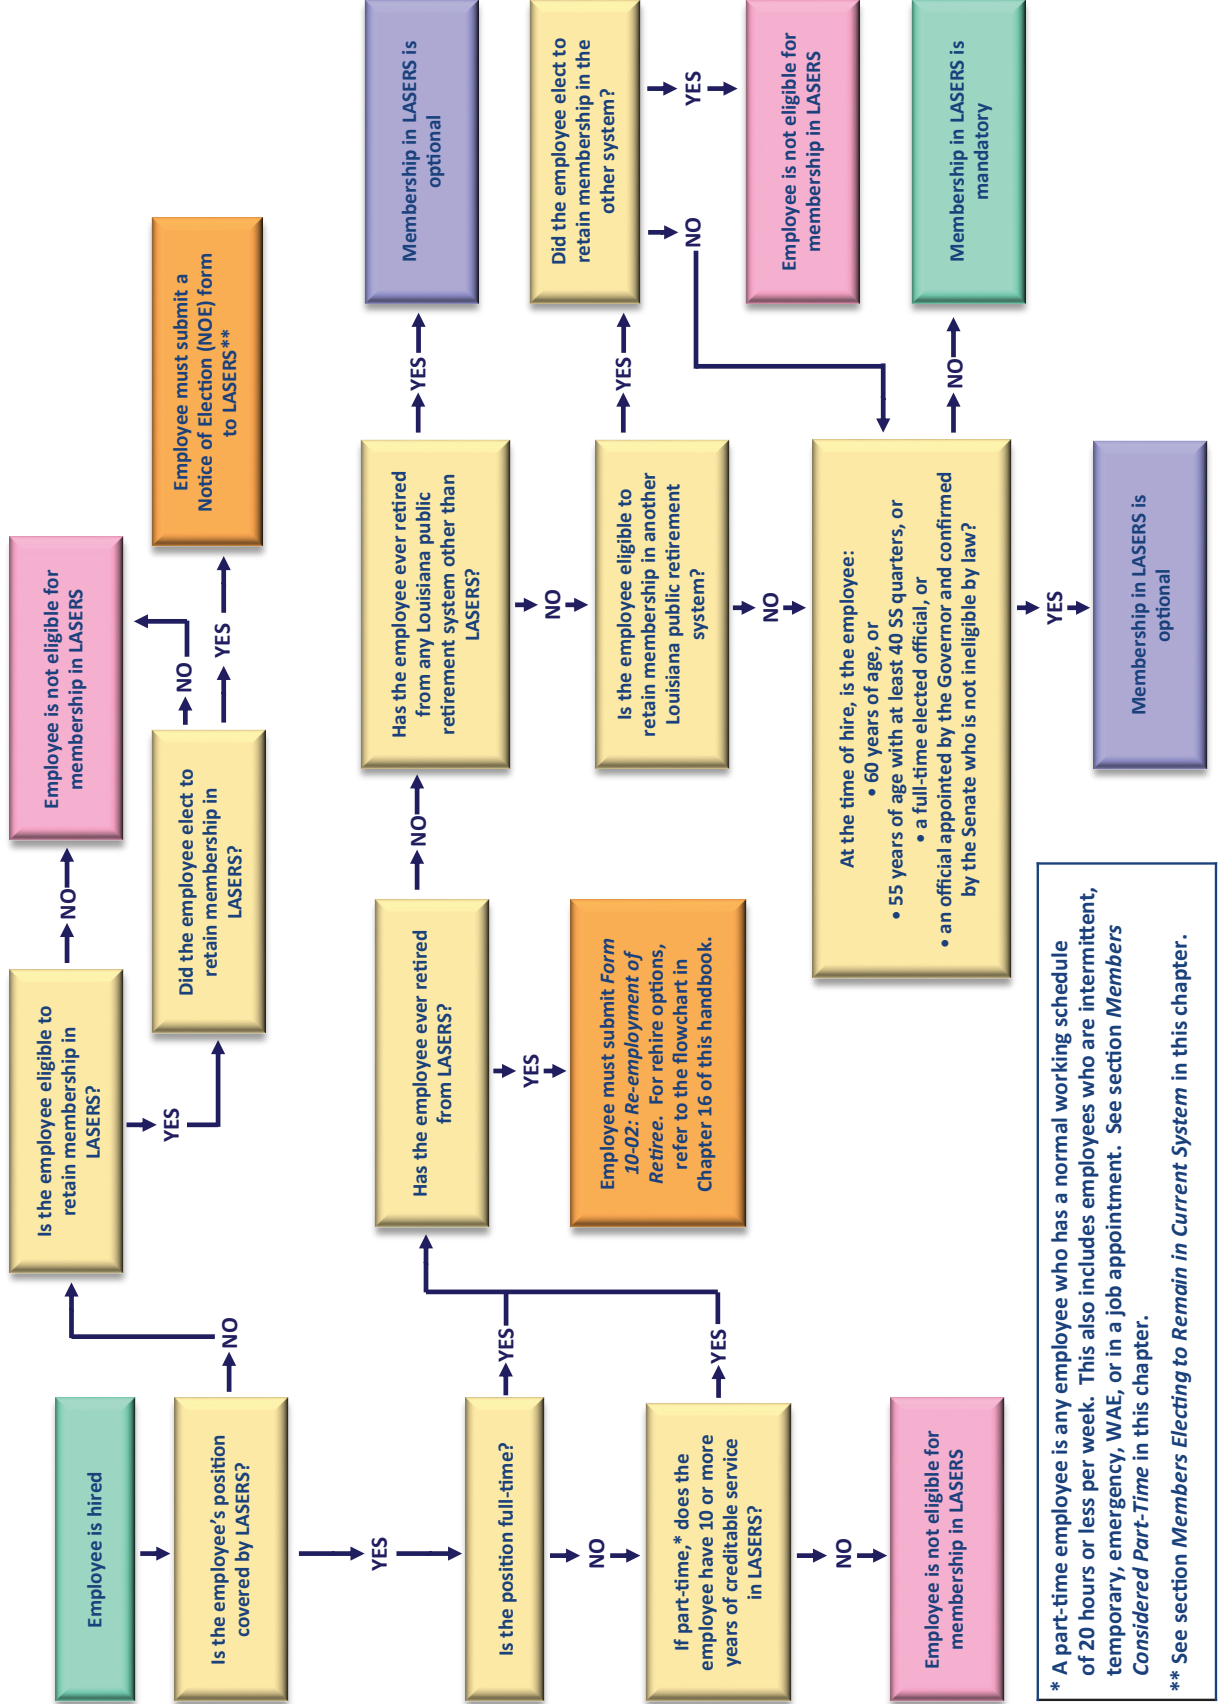 Employee is hired
Is the employee's position
covered by LASERS?
NO
YES
Is the employee eligible to
retain membership in
LASERS?
NO
YES
Employee is not eligible for
membership in LASERS
Did the employee elect to
retain membership in
LASERS?
NO
YES
Employee must submit a
Notice of Election (NOE) form
to LASERS**
Is the position full-time?
YES
NO
If part-time,* does the
employee have 10 or more
years of creditable service
in LASERS?
YES
NO
Employee is not eligible for
membership in LASERS
Has the employee ever retired
from LASERS?
NO
YES
Employee must submit Form
10-02: Re-employment of
Retiree. For rehire options,
refer to the flowchart in
Chapter 16 of this handbook.
Has the employee ever retired
from any Louisiana public
retirement system other than
LASERS?
YES
NO
Membership in LASERS is
optional
Is the employee eligible to
retain membership in another
Louisiana public retirement
system?
YES
NO
Did the employee elect to
retain membership in the
other system?
NO
YES
Employee is not eligible for
membership in LASERS
At the time of hire, is the employee:
• 60 years of age, or
• 55 years of age with at least 40 SS quarters, or
• a full-time elected official, or
• an official appointed by the Governor and confirmed
by the Senate who is not ineligible by law?
NO
YES
Membership in LASERS is
mandatory
Membership in LASERS is
optional
* A part-time employee is any employee who has a normal working schedule
of 20 hours or less per week. This also includes employees who are intermittent,
temporary, emergency, WAE, or in a job appointment. See section Members
Considered Part-Time in this chapter.
** See section Members Electing to Remain in Current System in this chapter.